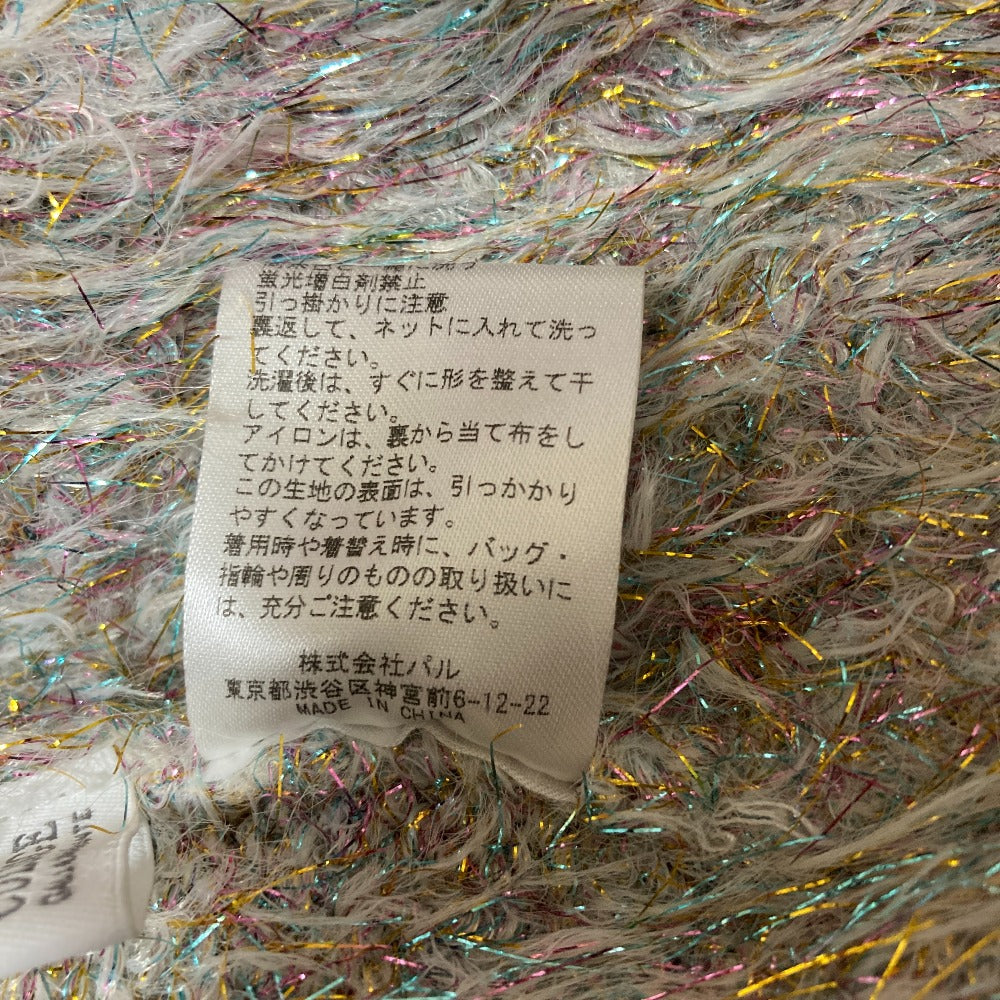 蛍光増白剤禁止
引っ掛かりに注意
裏返して、ネットに入れて洗っ
てください。
洗濯後は、すぐに形を整えて干
してください。
アイロンは、裏から当て布をし
てかけてください。
この生地の表面は、引っかかり
やすくなっています。
着用時や着替え時に、バッグ・
指輪や周りのものの取り扱いに
は、充分ご注意ください。
株式会社パル
東京都渋谷区神宮前6-12-22
MADE IN CHINA